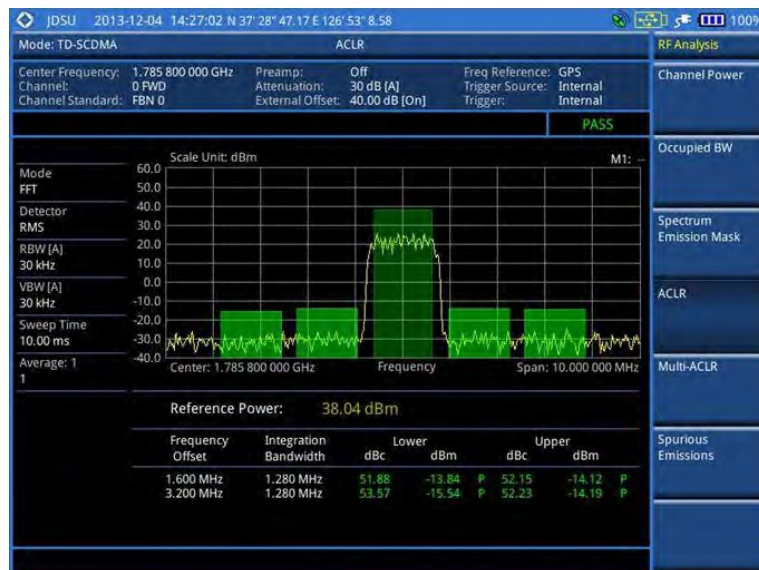 JDSU 2013-12-04 14:27:02 N 37' 28" 47.17 E 126' 53" 8.58 100%
Mode: TD-SCDMA ACLR RF Analysis
Center Frequency: 1.785 800 000 GHz Preamp: Off Freq Reference: GPS
Channel: 0 FWD Attenuation: 30 dB [A] Trigger Source: Internal
Channel Standard: FBN 0 External Offset: 40.00 dB [On] Trigger: Internal
PASS
Channel Power
Occupied BW
Spectrum
Emission Mask
ACLR
Multi-ACLR
Spurious
Emissions
Mode
FFT
Detector
RMS
RBW [A]
30 kHz
VBW [A]
30 kHz
Sweep Time
10.00 ms
Average: 1
1
Scale Unit: dBm M1: --
60.0
50.0
40.0
30.0
20.0
10.0
0.0
-10.0
-20.0
-30.0
-40.0
Center: 1.785 800 000 GHz Frequency Span: 10.000 000 MHz
Reference Power: 38.04 dBm
Frequency Integration Lower Upper
Offset Bandwidth dBc dBm dBc dBm
1.600 MHz 1.280 MHz 51.88 -13.84 P 52.15 -14.12 P
3.200 MHz 1.280 MHz 53.57 -15.54 P 52.23 -14.19 P